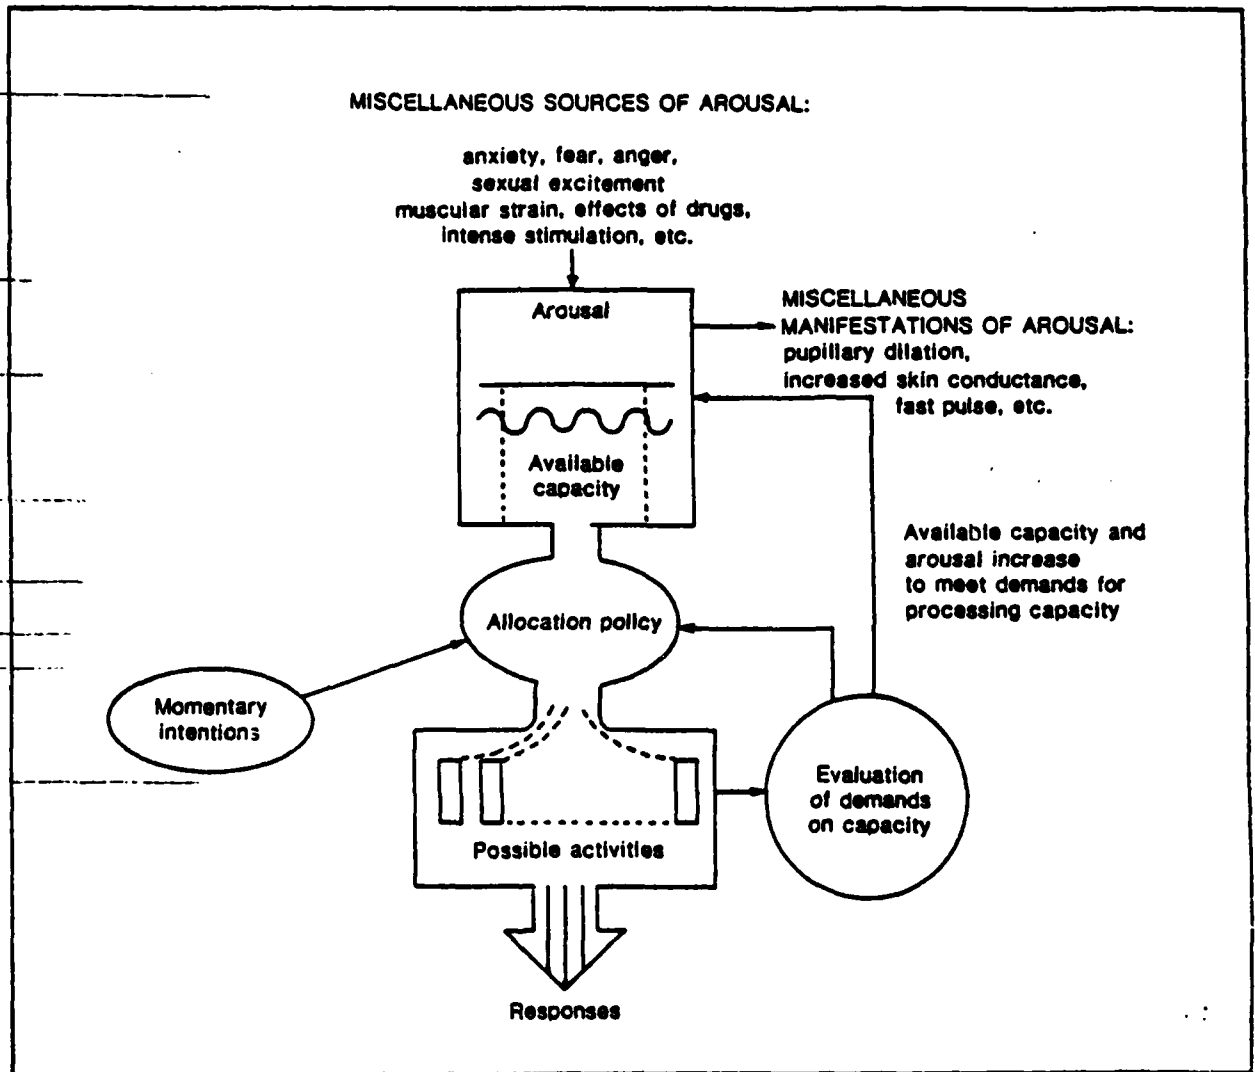 MISCELLANEOUS SOURCES OF AROUSAL:
anxiety, fear, anger,
sexual excitement
muscular strain, effects of drugs,
intense stimulation, etc.
Arousal
MISCELLANEOUS
MANIFESTATIONS OF AROUSAL:
pupillary dilation,
increased skin conductance,
fast pulse, etc.
Available
capacity
Available capacity and
arousal increase
to meet demands for
processing capacity
Allocation policy
Momentary
intentions
Evaluation
of demands
on capacity
Possible activities
Responses